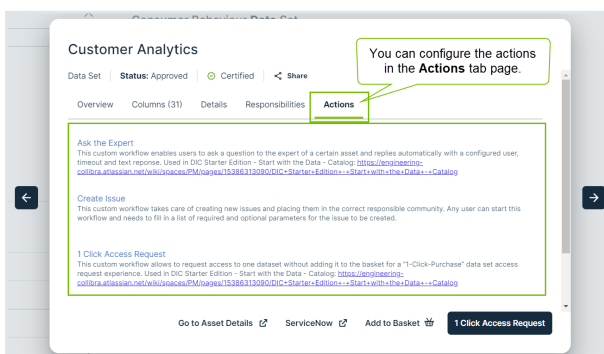 Consumer Behaviour Data Set
Customer Analytics
You can configure the actions
in the Actions tab page.
Data Set Status: Approved Certified Share
Overview Columns (31) Details Responsibilities Actions
Ask the Expert
This custom workflow enables users to ask a question to the expert of a certain asset and replies automatically with a configured user,
timeout and text reponse. Used in DIC Starter Edition - Start with the Data - Catalog: https://engineering-
collibra.atlassian.net/wiki/spaces/PM/pages/15386313090/DIC+Starter+Edition+-+Start+with+the+Data+-+Catalog
Create Issue
This custom workflow takes care of creating new issues and placing them in the correct responsible community. Any user can start this
workflow and needs to fill in a list of required and optional parameters for the issue to be created.
1 Click Access Request
This custom workflow allows to request access to one dataset without adding it to the basket for a "1-Click-Purchase" data set access
request experience. Used in DIC Starter Edition - Start with the Data - Catalog: https://engineering-
collibra.atlassian.net/wiki/spaces/PM/pages/15386313090/DIC+Starter+Edition+-+Start+with+the+Data+-+Catalog
Go to Asset Details ServiceNow Add to Basket 1 Click Access Request